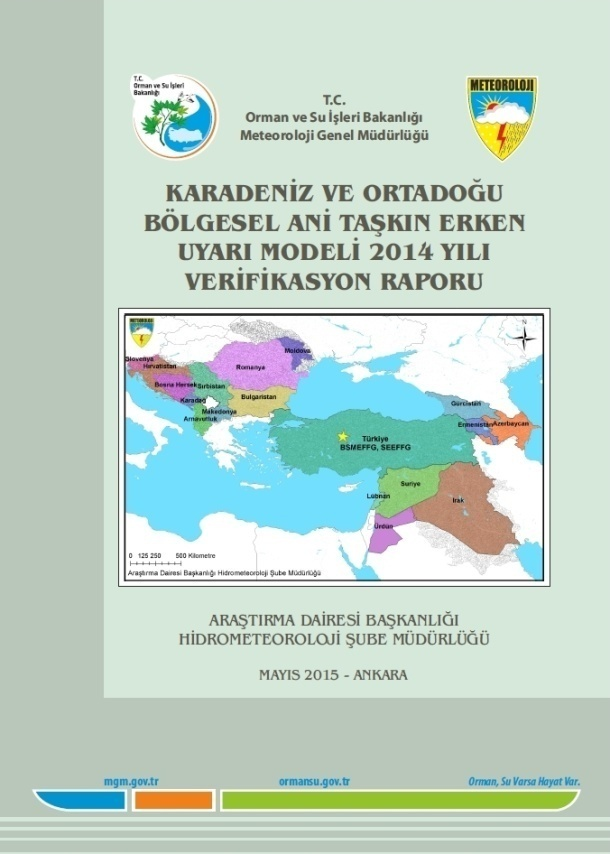 T.C.
Orman ve Su İşleri
Bakanlığı
METEOROLOJİ
T.C.
Orman ve Su İşleri Bakanlığı
Meteoroloji Genel Müdürlüğü
KARADENİZ VE ORTADOĞU
BÖLGESEL ANİ TAŞKIN ERKEN
UYARI MODELİ 2014 YILI
VERİFİKASYON RAPORU
METEOROLOJİ
N
Moldova
Slovenya
Hırvatistan
Romanya
Bosna Hersek
Sırbistan
Karadağ
Bulgaristan
Makedonya
Arnavutluk
Gürcistan
Ermenistan
Azerbaycan
Türkiye
BSMEFFG, SEEFFG
Suriye
Lübnan
Irak
Ürdün
0 125 250 500 Kilometre
Araştırma Dairesi Başkanlığı Hidrometeoroloji Şube Müdürlüğü
ARAŞTIRMA DAİRESİ BAŞKANLIĞI
HİDROMETEOROLOJİ ŞUBE MÜDÜRLÜĞÜ
MAYIS 2015 - ANKARA
mgm.gov.tr
ormansu.gov.tr
Orman, Su Varsa Hayat Var.